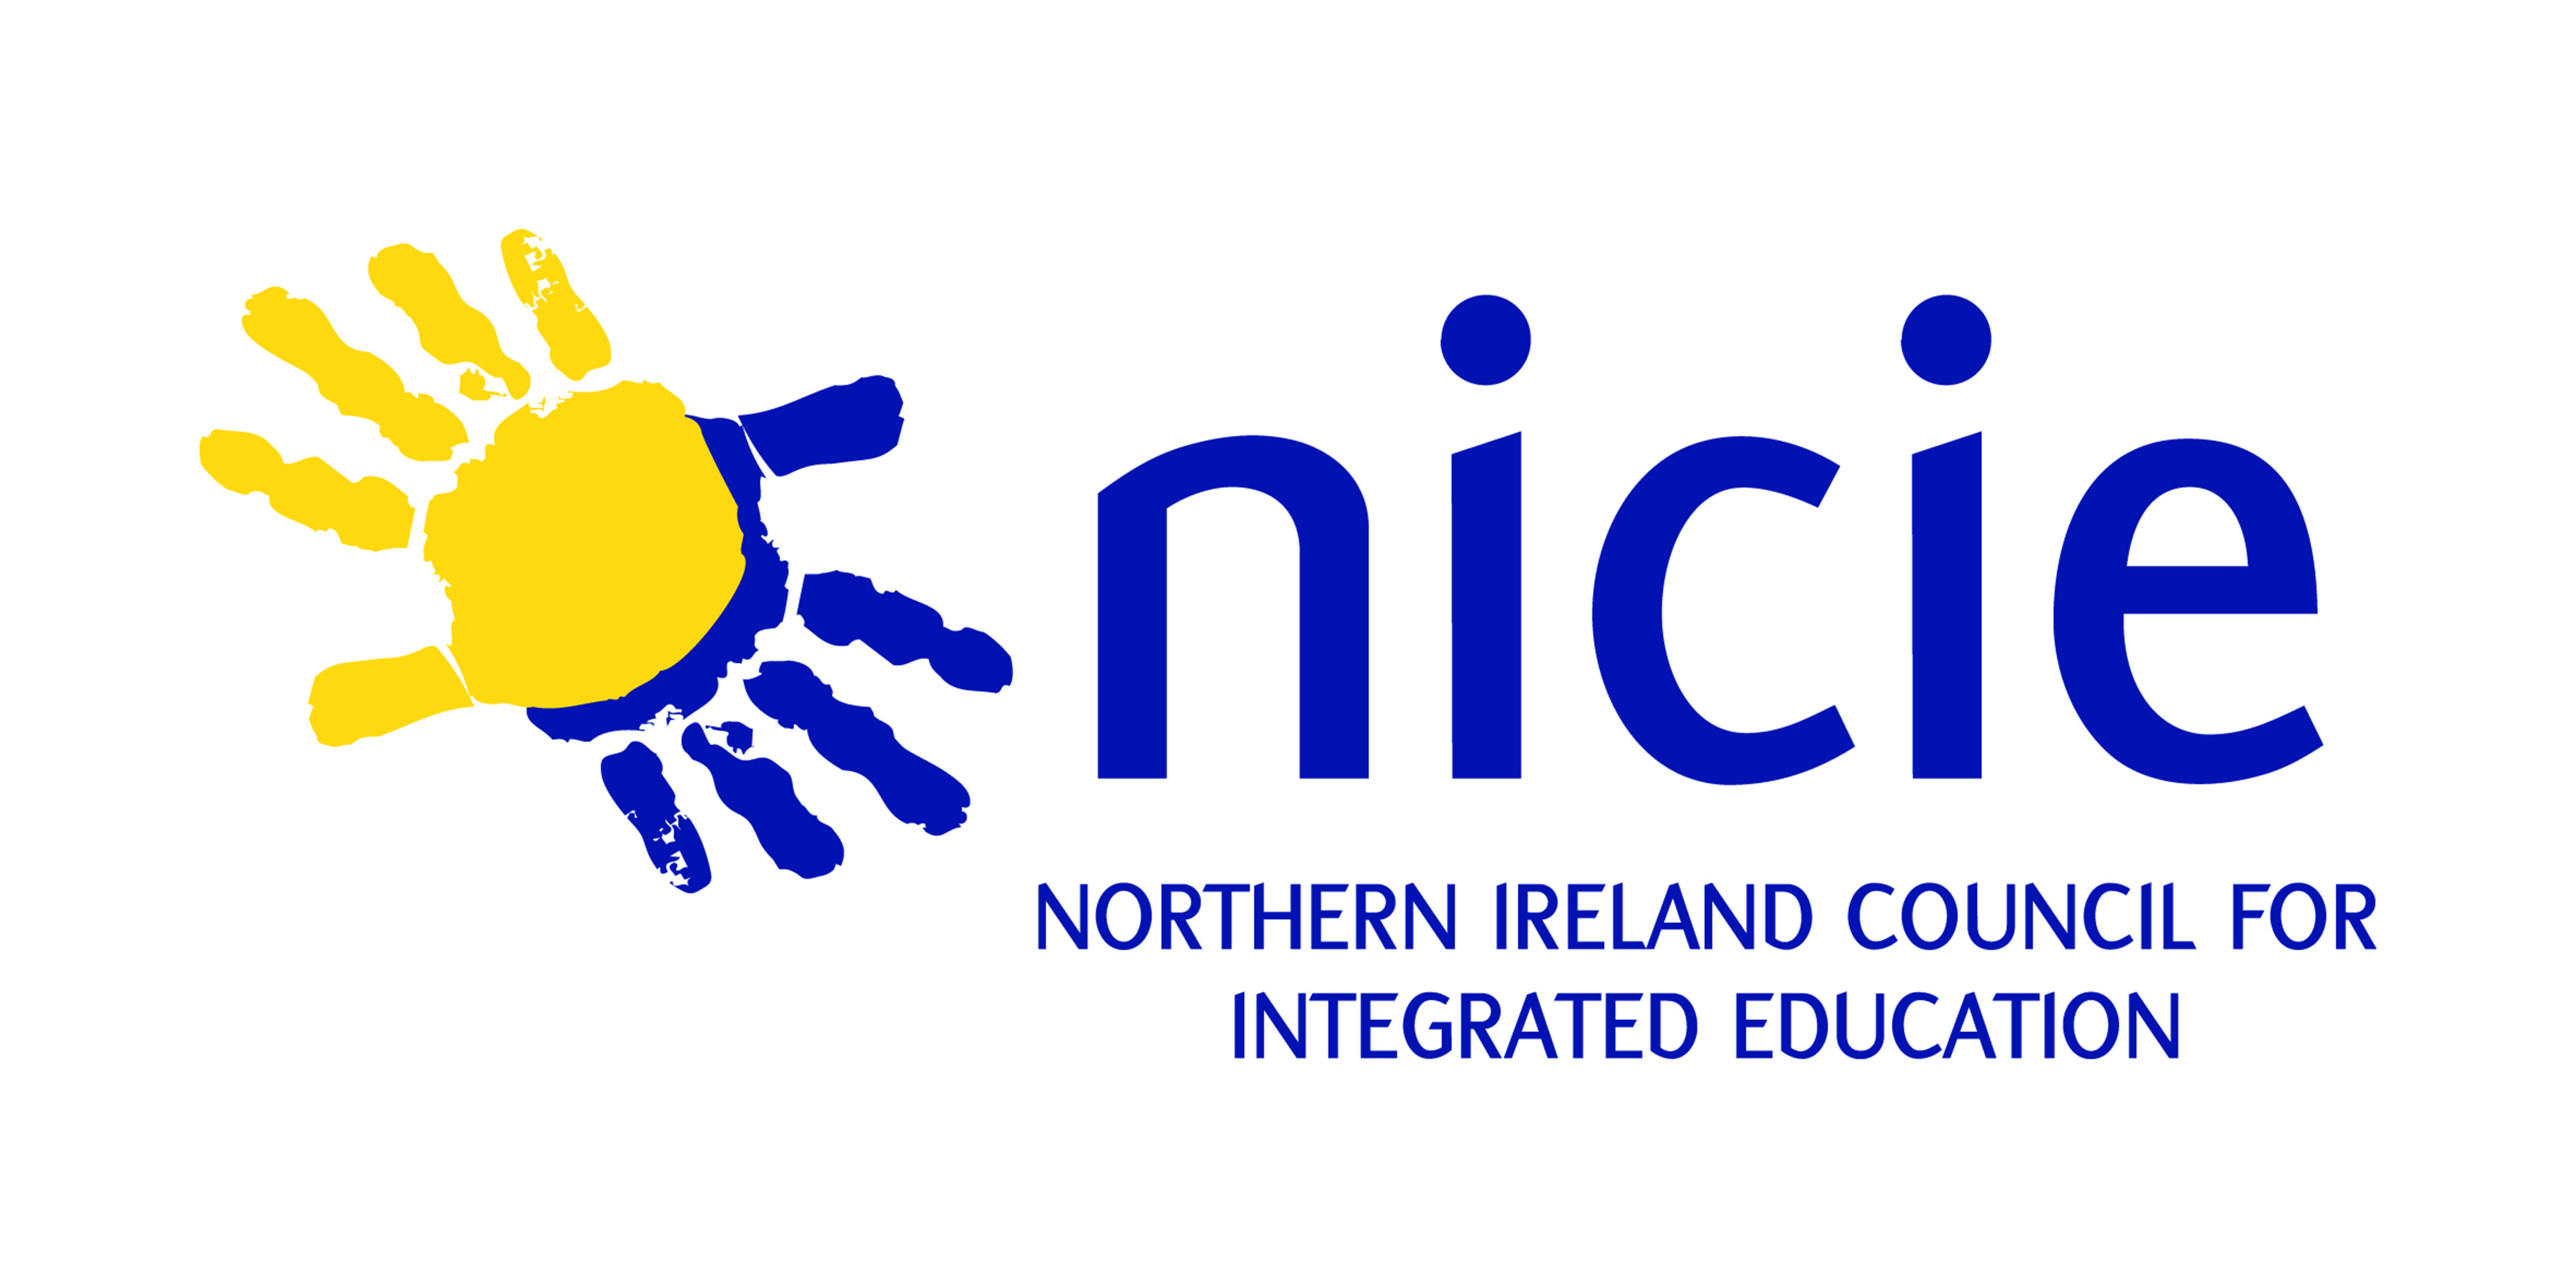 nicie
NORTHERN IRELAND COUNCIL FOR
INTEGRATED EDUCATION